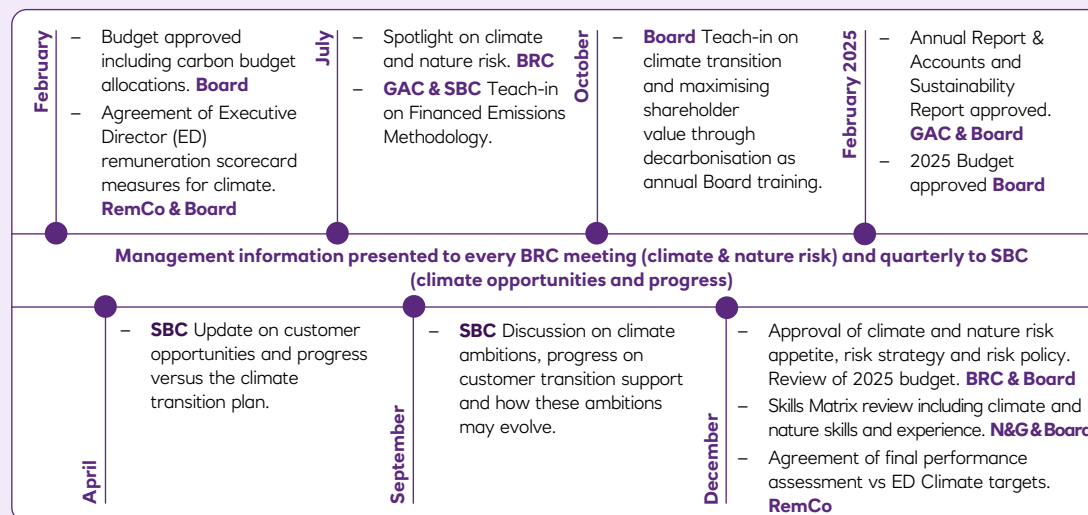 February
– Budget approved
including carbon budget
allocations. Board
– Agreement of Executive
Director (ED)
remuneration scorecard
measures for climate.
RemCo & Board
July
– Spotlight on climate
and nature risk. BRC
– GAC & SBC Teach-in
on Financed Emissions
Methodology.
October
– Board Teach-in on
climate transition
and maximising
shareholder
value through
decarbonisation as
annual Board training.
February 2025
– Annual Report &
Accounts and
Sustainability
Report approved.
GAC & Board
– 2025 Budget
approved Board
Management information presented to every BRC meeting (climate & nature risk) and quarterly to SBC
(climate opportunities and progress)
April
– SBC Update on customer
opportunities and progress
versus the climate
transition plan.
September
– SBC Discussion on climate
ambitions, progress on
customer transition support
and how these ambitions
may evolve.
December
– Approval of climate and nature risk
appetite, risk strategy and risk policy.
Review of 2025 budget. BRC & Board
– Skills Matrix review including climate and
nature skills and experience. N&G & Board
– Agreement of final performance
assessment vs ED Climate targets.
RemCo